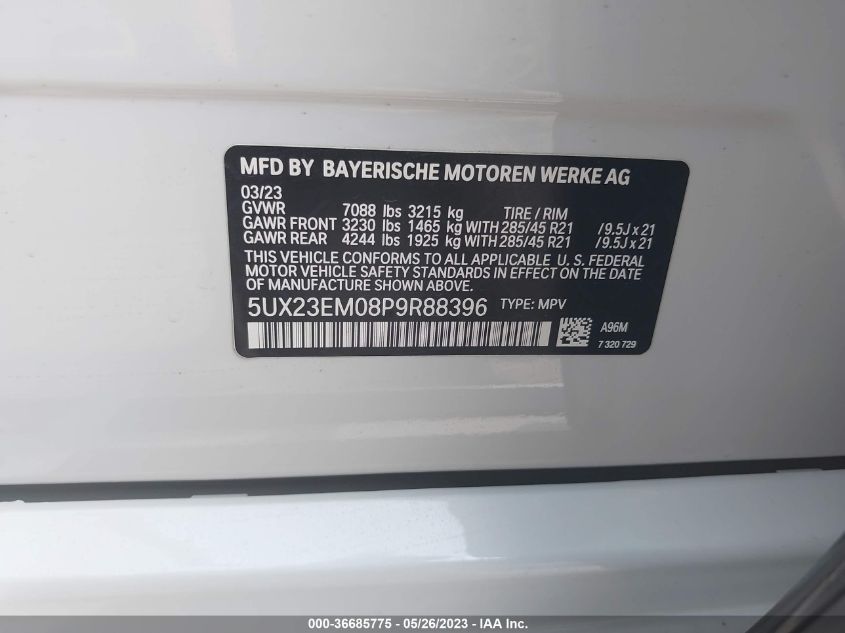 MFD BY BAYERISCHE MOTOREN WERKE AG
03/23
GVWR 7088 lbs 3215 kg TIRE / RIM
GAWR FRONT 3230 lbs 1465 kg WITH 285/45 R21 /9.5J x 21
GAWR REAR 4244 lbs 1925 kg WITH 285/45 R21 /9.5J x 21
THIS VEHICLE CONFORMS TO ALL APPLICABLE U. S. FEDERAL
MOTOR VEHICLE SAFETY STANDARDS IN EFFECT ON THE DATE
OF MANUFACTURE SHOWN ABOVE.
5UX23EM08P9R88396 TYPE: MPV
A96M
7 320 729
000-36685775 - 05/26/2023 - IAA Inc.